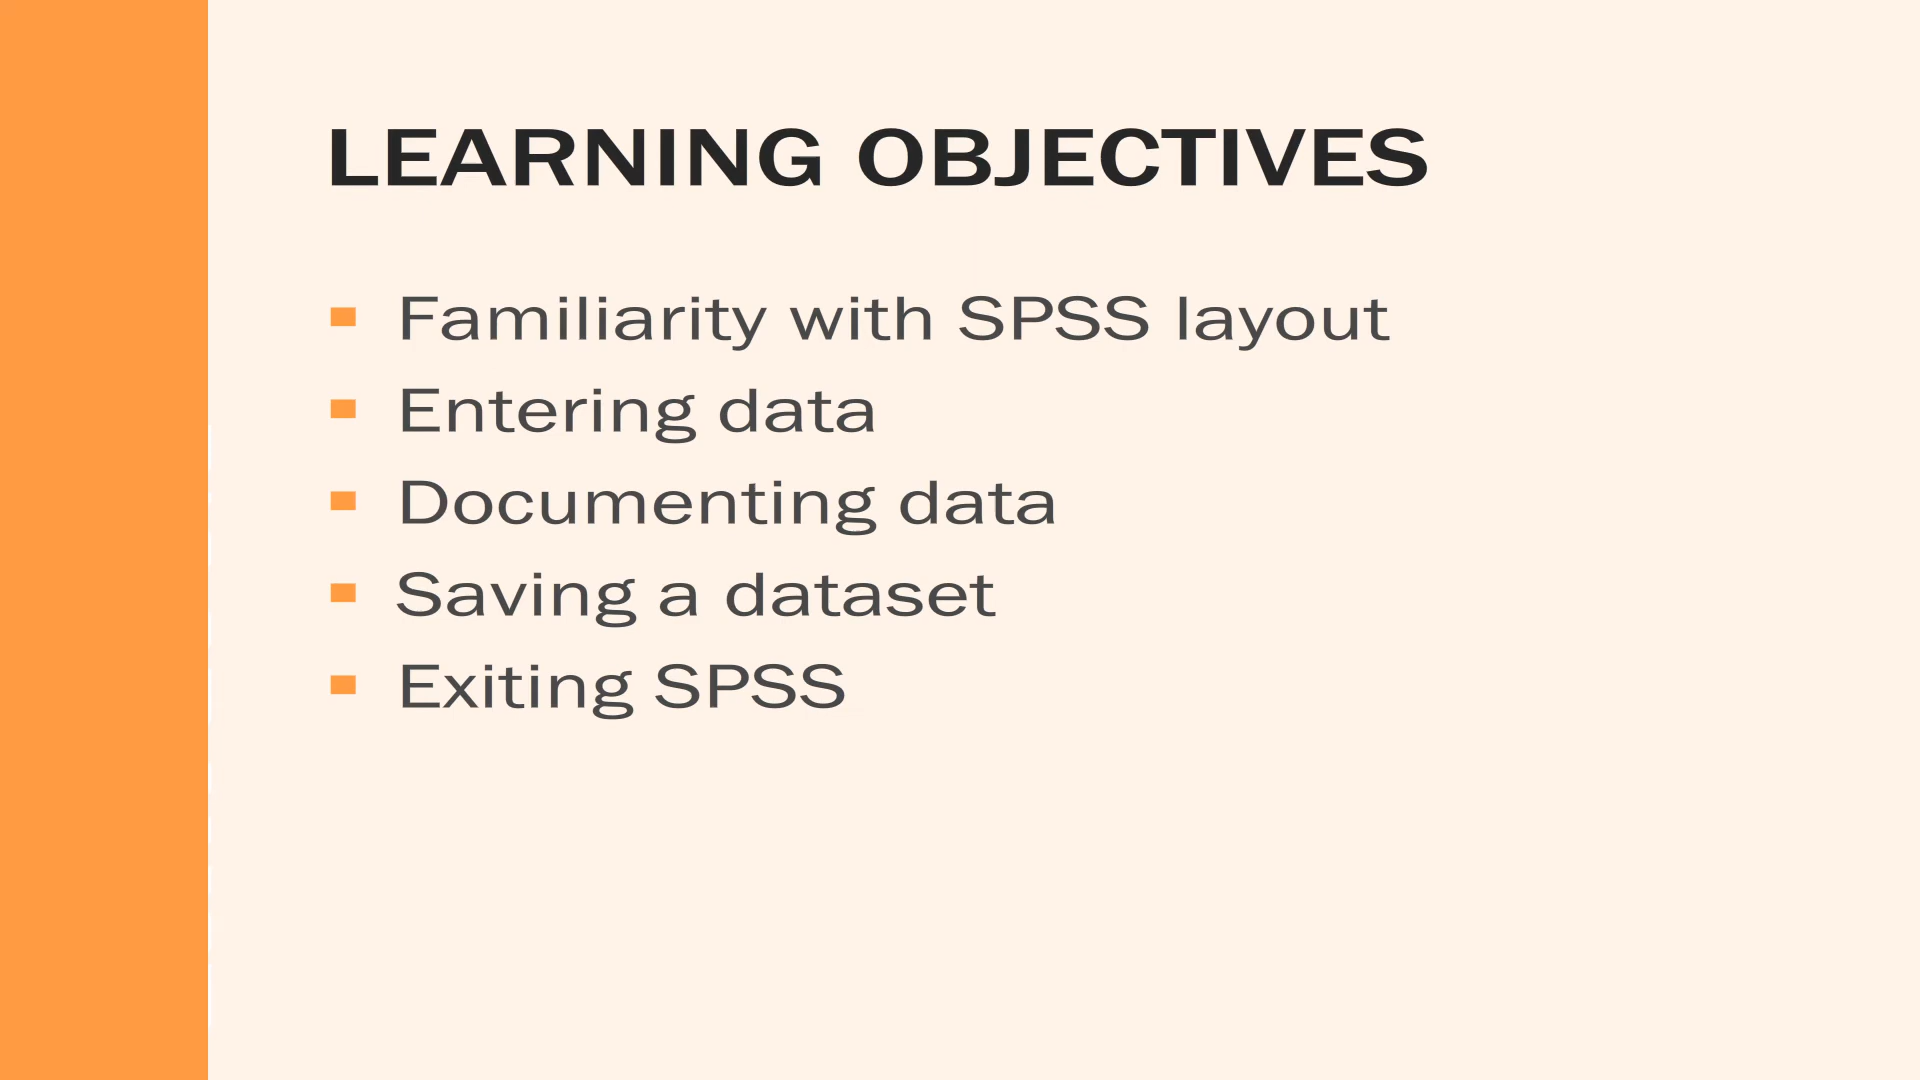 LEARNING OBJECTIVES
Familiarity with SPSS layout
Entering data
Documenting data
Saving a dataset
Exiting SPSS